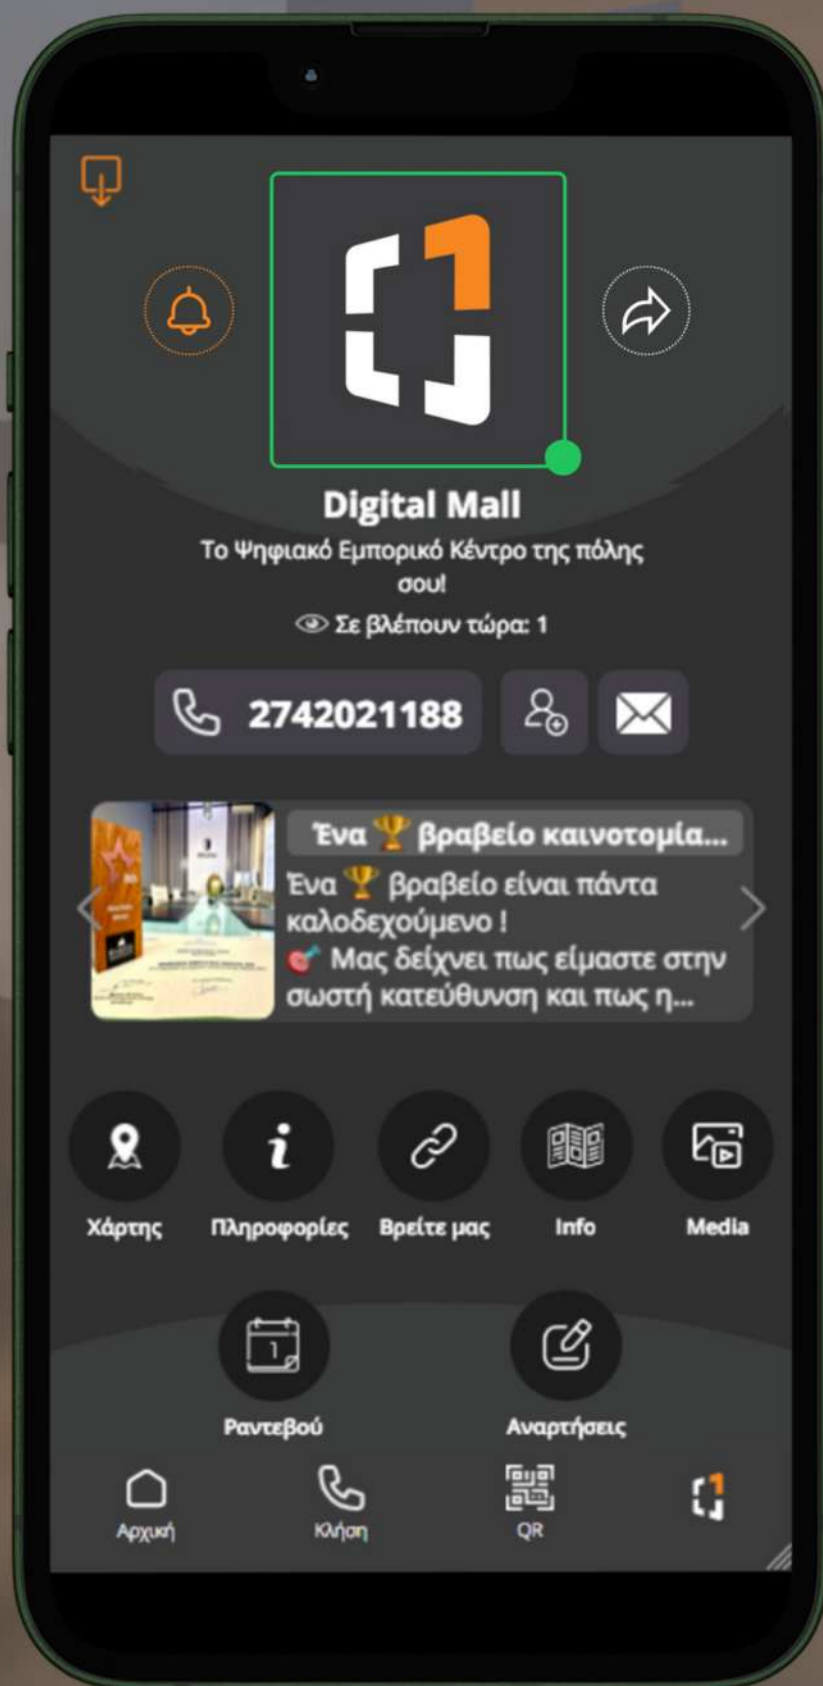 Digital Mall
Το Ψηφιακό Εμπορικό Κέντρο της πόλης
σου!
Σε βλέπουν τώρα: 1
2742021188
Ένα 🏆 βραβείο καινοτομία...
Ένα 🏆 βραβείο είναι πάντα
καλοδεχούμενο !
🎯 Μας δείχνει πως είμαστε στην
σωστή κατεύθυνση και πως η...
Χάρτης Πληροφορίες Βρείτε μας Info Media
1
Ραντεβού Αναρτήσεις
Αρχική Κλήση QR